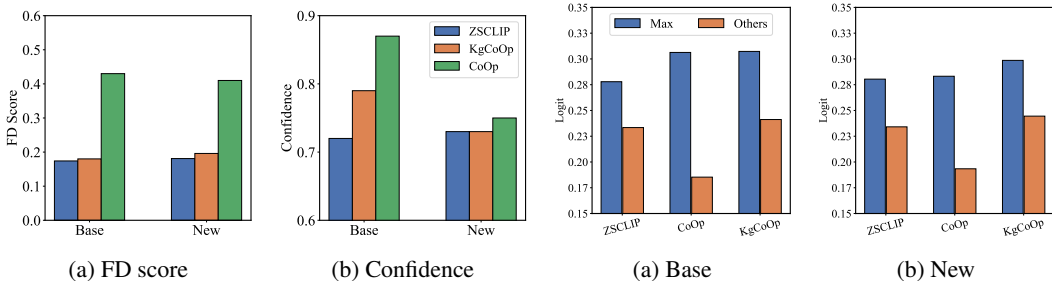 FD Score
0.6
0.5
0.4
0.3
0.2
0.1
0.0
Base New
(a) FD score
Confidence
0.9
0.8
0.7
0.6
ZSCLIP
KgCoOp
CoOp
Base New
(b) Confidence
Logit
0.35
0.33
0.30
0.28
0.25
0.23
0.20
0.17
0.15
Max Others
ZSCLIP CoOp KgCoOp
(a) Base
Logit
0.35
0.33
0.30
0.28
0.25
0.23
0.20
0.17
0.15
ZSCLIP CoOp KgCoOp
(b) New